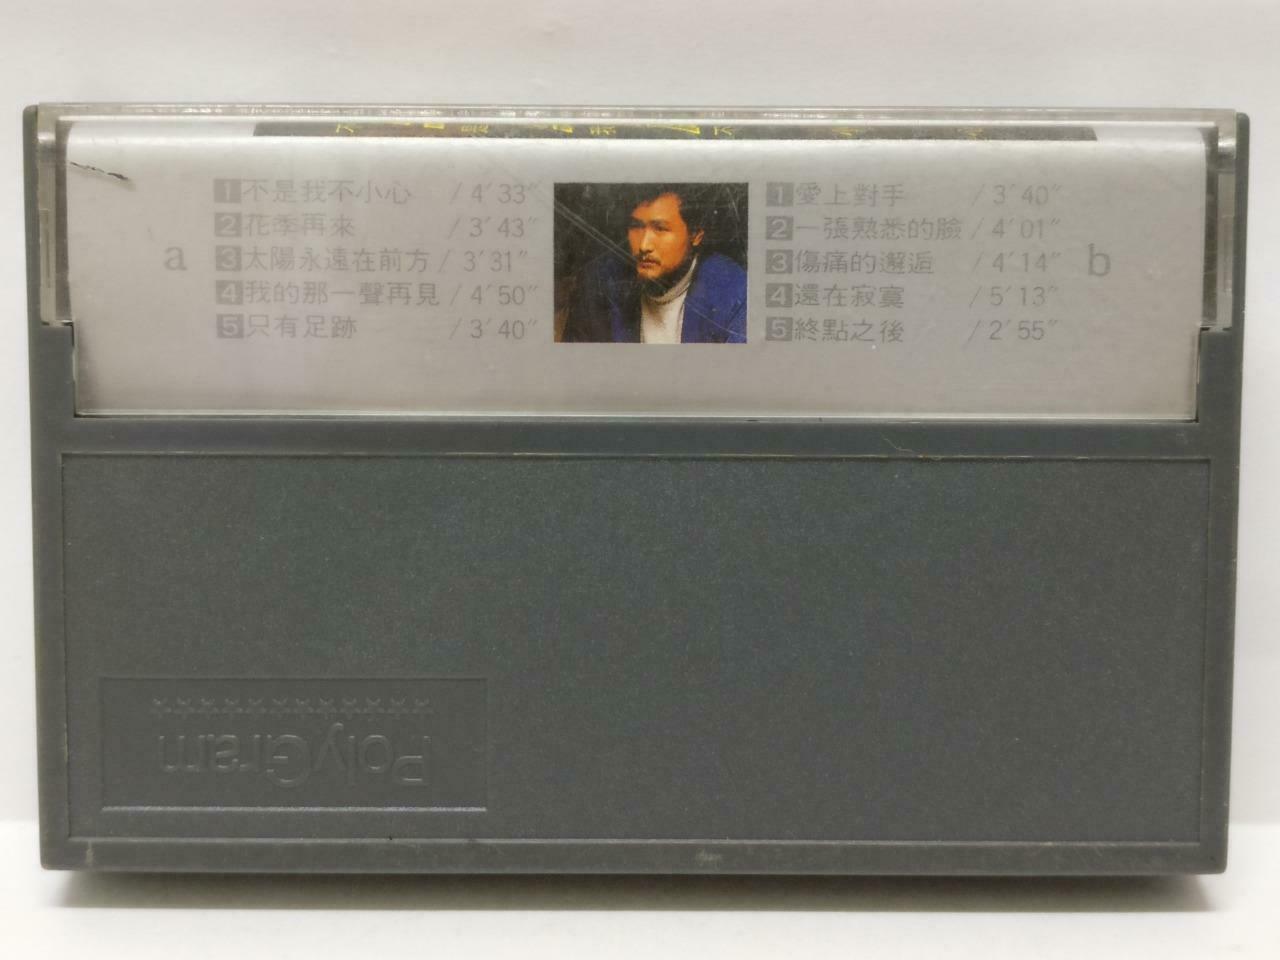 a
1 不是我不小心 / 4'33"
2 花季再來 / 3'43"
3 太陽永遠在前方 / 3'31"
4 我的那一聲再見 / 4'50"
5 只有足跡 / 3'40"
b
1 愛上對手 / 3'40"
2 一張熟悉的臉 / 4'01"
3 傷痛的邂逅 / 4'14"
4 還在寂寞 / 5'13"
5 終點之後 / 2'55"
PolyGram